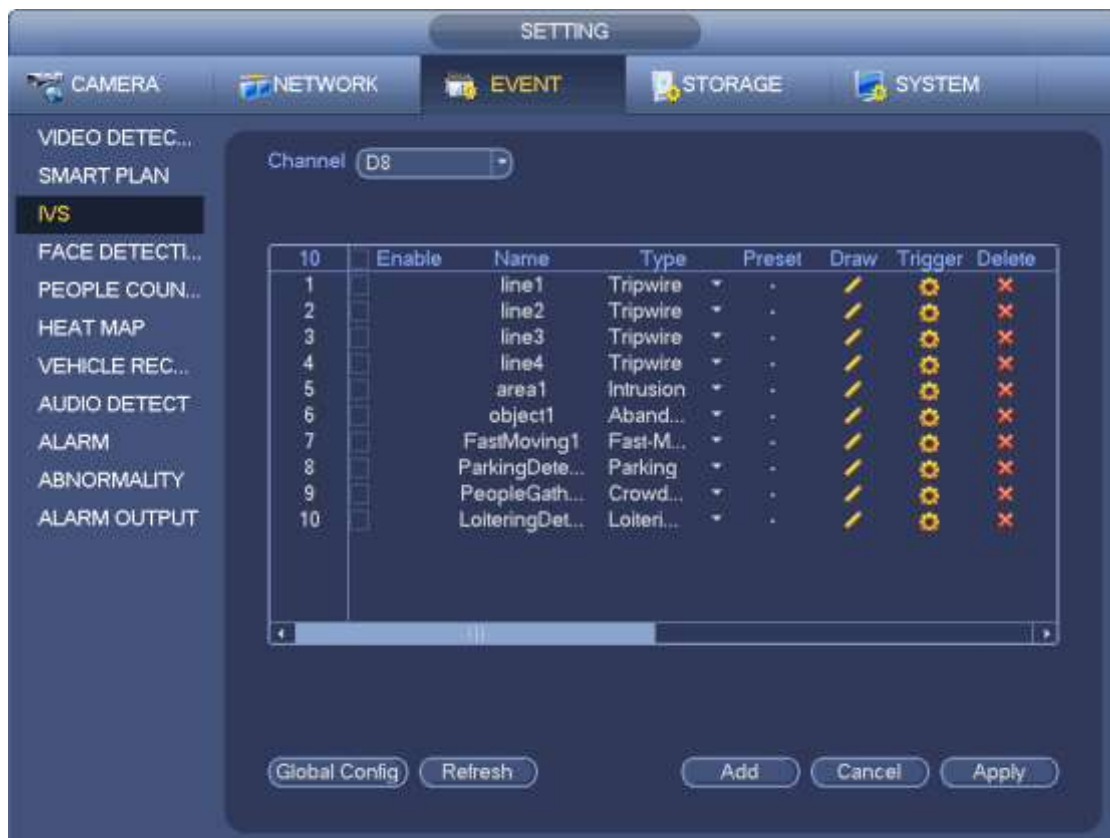 SETTING
CAMERA NETWORK EVENT STORAGE SYSTEM
VIDEO DETEC...
SMART PLAN
IVS
FACE DETECTI...
PEOPLE COUN...
HEAT MAP
VEHICLE REC...
AUDIO DETECT
ALARM
ABNORMALITY
ALARM OUTPUT
Channel D8
10 Enable Name Type Preset Draw Trigger Delete
1 line1 Tripwire -
2 line2 Tripwire -
3 line3 Tripwire -
4 line4 Tripwire -
5 area1 Intrusion -
6 object1 Aband... -
7 FastMoving1 Fast-M... -
8 ParkingDete... Parking -
9 PeopleGath... Crowd... -
10 LoiteringDet... Loiteri... -
Global Config Refresh Add Cancel Apply